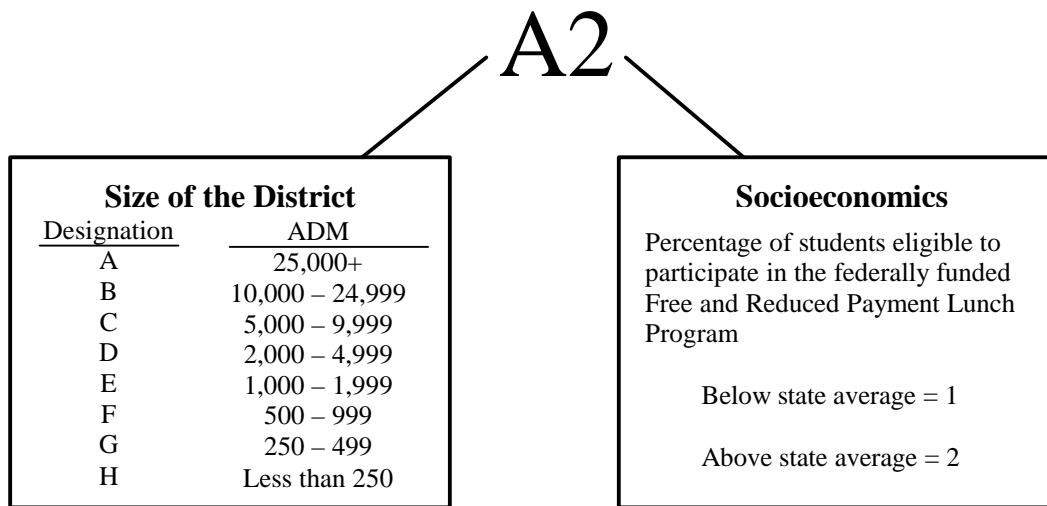 A2
Size of the District
Designation ADM
A 25,000+
B 10,000 – 24,999
C 5,000 – 9,999
D 2,000 – 4,999
E 1,000 – 1,999
F 500 – 999
G 250 – 499
H Less than 250
Socioeconomics
Percentage of students eligible to
participate in the federally funded
Free and Reduced Payment Lunch
Program
Below state average = 1
Above state average = 2